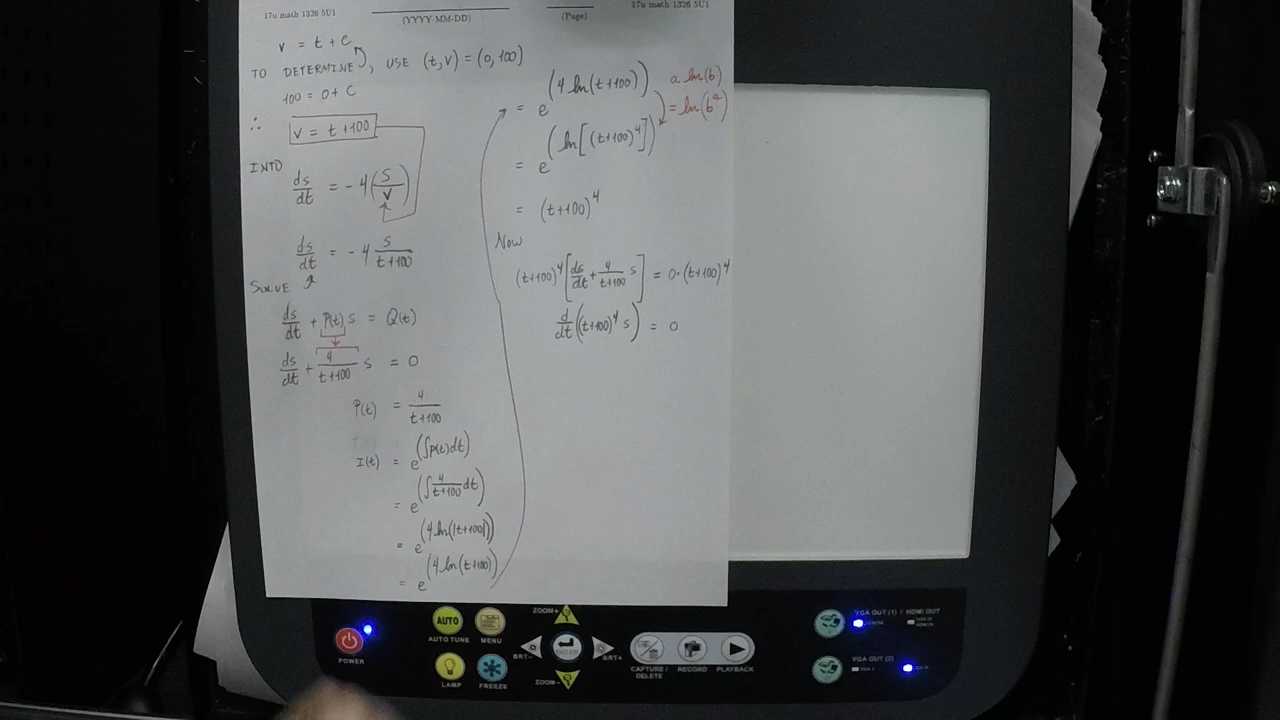 17u math 1326 5U1
(YYYY-MM-DD)
(Page)
17u math 1326 5U1
v = t + C
TO DETERMINE, USE (t,v) = (0,100)
100 = 0 + C
∴ v = t+100
INTO
ds/dt = -4(s/v)
ds/dt = -4 s/(t+100)
SOLVE
ds/dt + P(t) s = Q(t)
ds/dt + 4/(t+100) s = 0
P(t) = 4/(t+100)
I(t) = e^(∫P(t)dt)
= e^(∫ 4/(t+100) dt)
= e^(4 ln(|t+100|))
= e^(4 ln(t+100))
= e^(4 ln(t+100))
a ln(b)
= ln(b^a)
= e^(ln[(t+100)^4])
= (t+100)^4
Now
(t+100)^4 [ds/dt + 4/(t+100) s] = 0·(t+100)^4
d/dt((t+100)^4 s) = 0
POWER
AUTO
AUTO TUNE
MENU
LAMP
FREEZE
ZOOM+
BRT-
ENTER
BRT+
ZOOM-
CAPTURE /
DELETE
RECORD
PLAYBACK
VGA OUT (1) / HDMI OUT
VGA OUT (2)